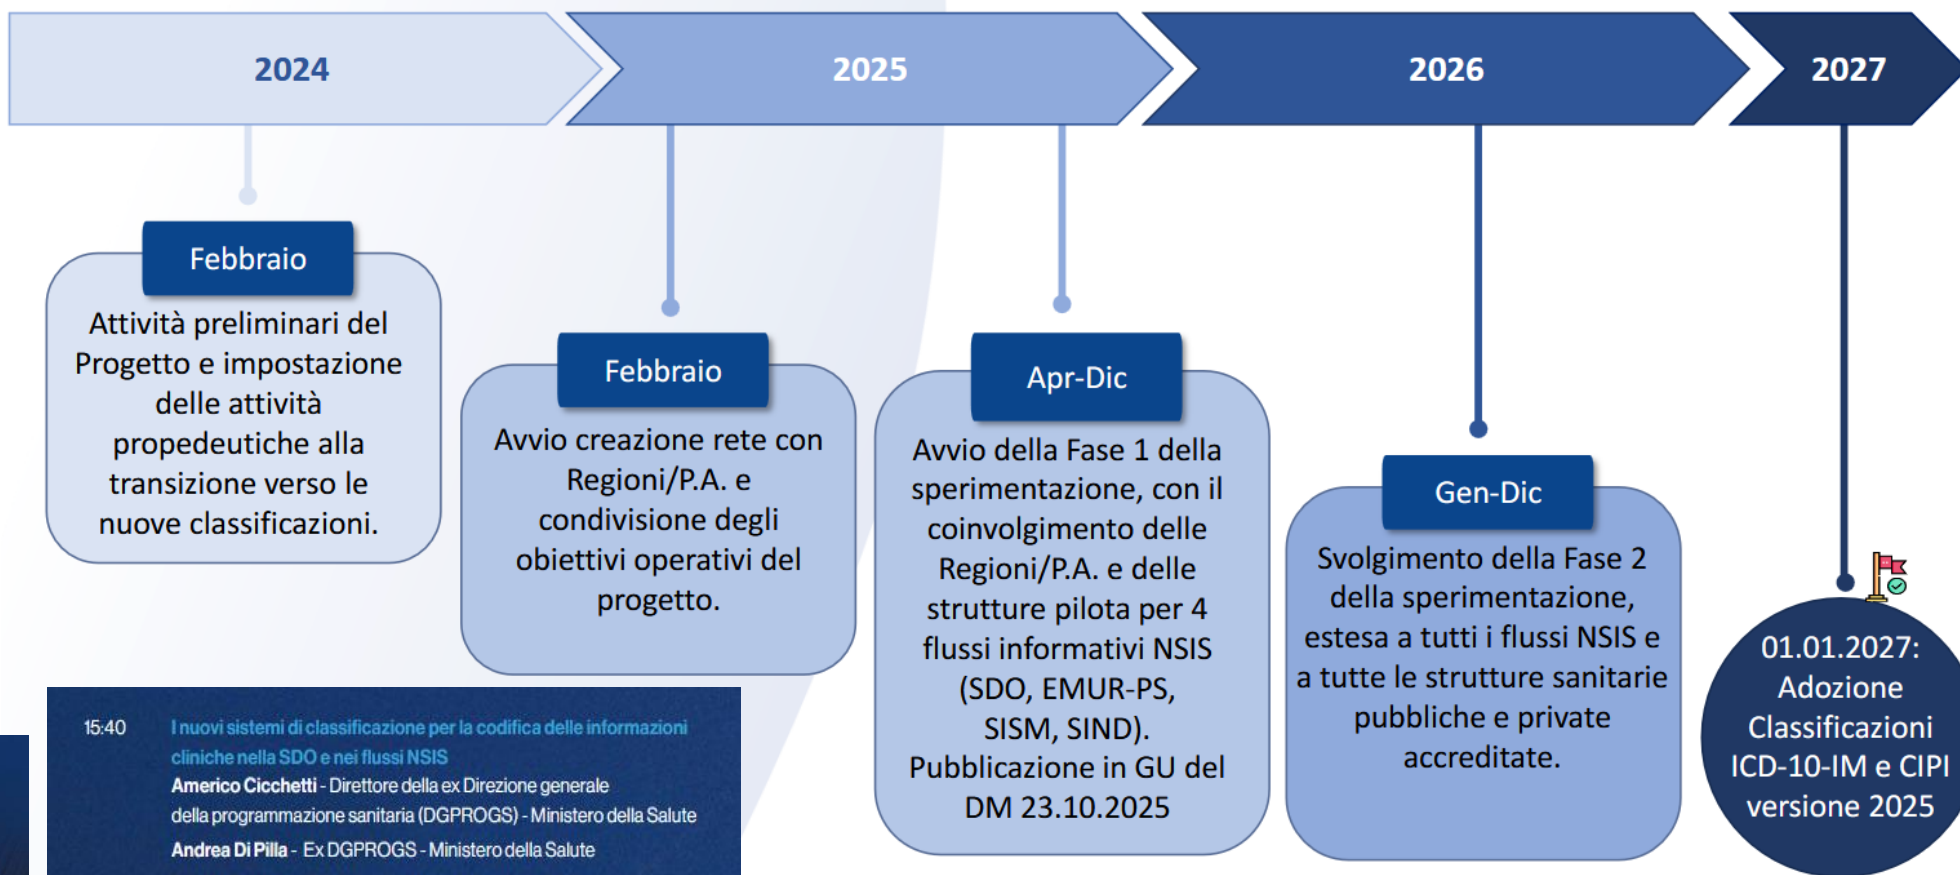 2024
2025
2026
2027
Febbraio
Attività preliminari del
Progetto e impostazione
delle attività
propedeutiche alla
transizione verso le
nuove classificazioni.
Febbraio
Avvio creazione rete con
Regioni/P.A. e
condivisione degli
obiettivi operativi del
progetto.
Apr-Dic
Avvio della Fase 1 della
sperimentazione, con il
coinvolgimento delle
Regioni/P.A. e delle
strutture pilota per 4
flussi informativi NSIS
(SDO, EMUR-PS,
SISM, SIND).
Pubblicazione in GU del
DM 23.10.2025
Gen-Dic
Svolgimento della Fase 2
della sperimentazione,
estesa a tutti i flussi NSIS e
a tutte le strutture sanitarie
pubbliche e private
accreditate.
01.01.2027:
Adozione
Classificazioni
ICD-10-IM e CIPI
versione 2025
15:40
I nuovi sistemi di classificazione per la codifica delle informazioni
cliniche nella SDO e nei flussi NSIS
Americo Cicchetti - Direttore della ex Direzione generale
della programmazione sanitaria (DGPROGS) - Ministero della Salute
Andrea Di Pilla - Ex DGPROGS - Ministero della Salute